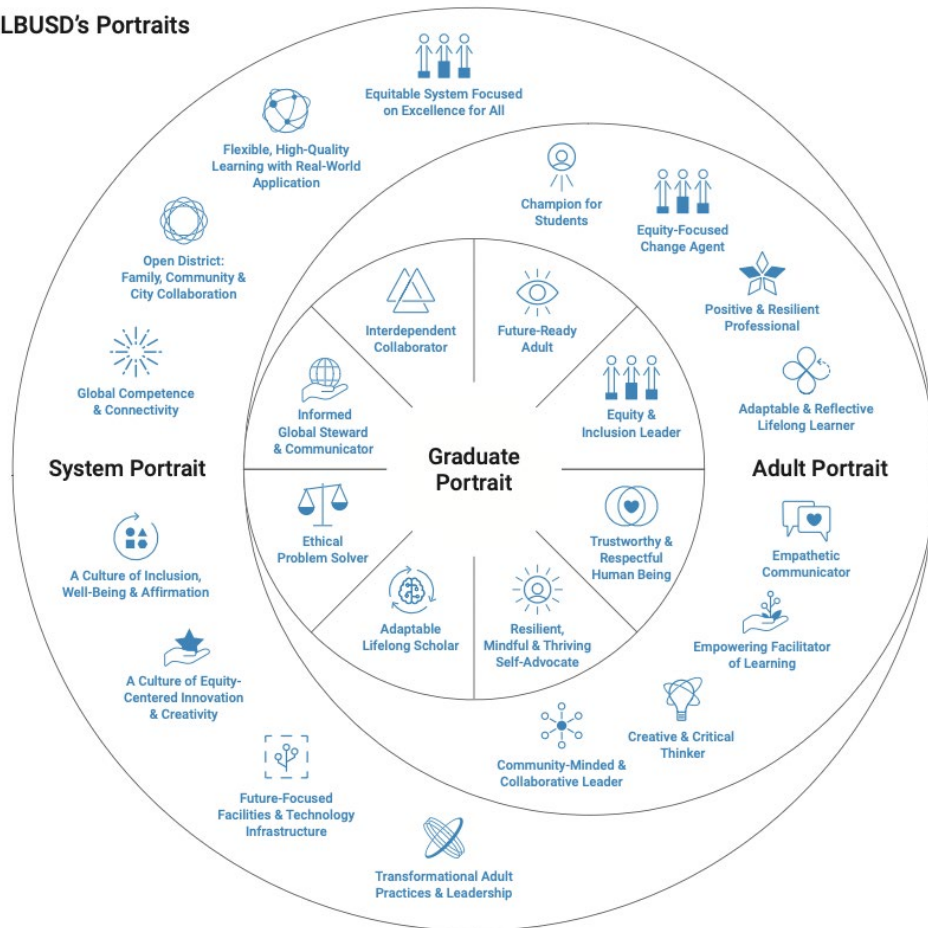 LBUSD's Portraits
Equitable System Focused
on Excellence for All
Flexible, High-Quality
Learning with Real-World
Application
Open District:
Family, Community &
City Collaboration
Global Competence
& Connectivity
System Portrait
A Culture of Inclusion,
Well-Being & Affirmation
A Culture of Equity-
Centered Innovation
& Creativity
Future-Focused
Facilities & Technology
Infrastructure
Transformational Adult
Practices & Leadership
Champion for
Students
Equity-Focused
Change Agent
Positive & Resilient
Professional
Adaptable & Reflective
Lifelong Learner
Adult Portrait
Empathetic
Communicator
Empowering Facilitator
of Learning
Creative & Critical
Thinker
Community-Minded &
Collaborative Leader
Interdependent
Collaborator
Future-Ready
Adult
Informed
Global Steward
& Communicator
Equity &
Inclusion Leader
Graduate
Portrait
Ethical
Problem Solver
Trustworthy &
Respectful
Human Being
Adaptable
Lifelong Scholar
Resilient,
Mindful & Thriving
Self-Advocate